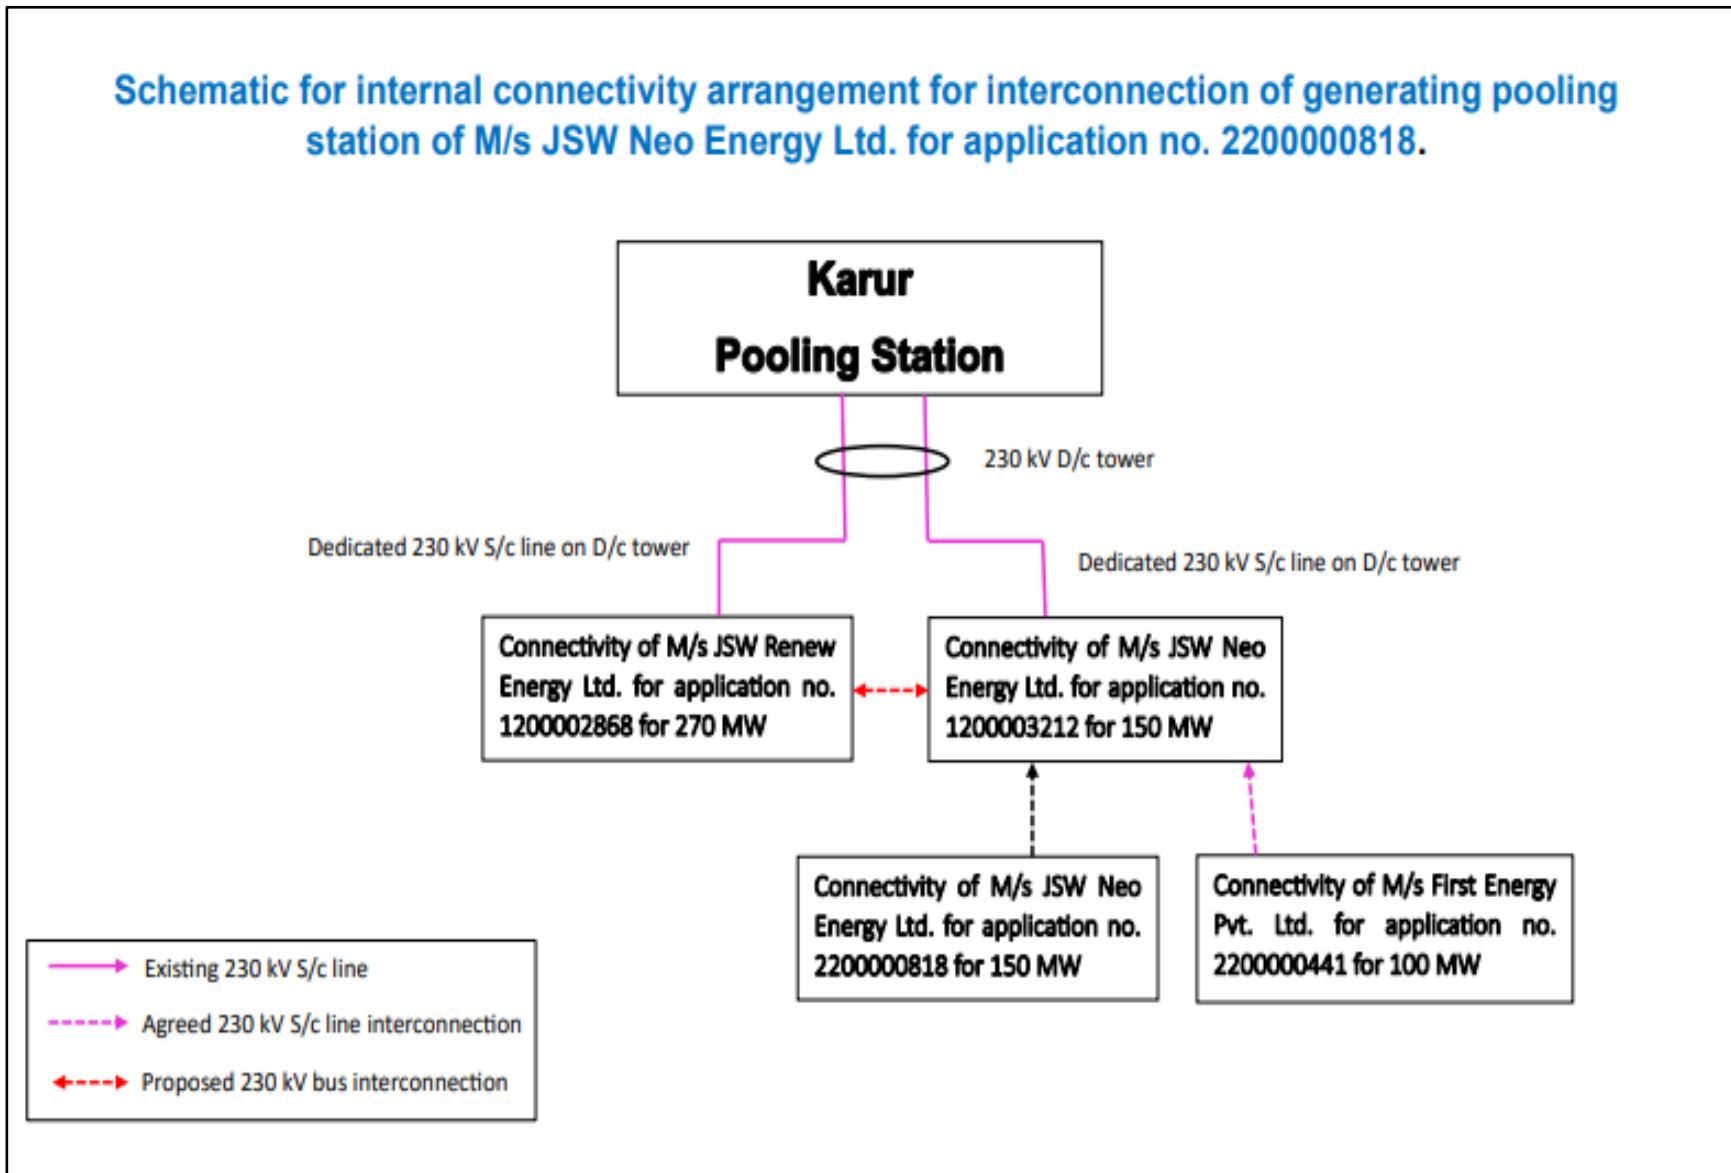 Schematic for internal connectivity arrangement for interconnection of generating pooling
station of M/s JSW Neo Energy Ltd. for application no. 2200000818.
Karur
Pooling Station
230 kV D/c tower
Dedicated 230 kV S/c line on D/c tower
Dedicated 230 kV S/c line on D/c tower
Connectivity of M/s JSW Renew
Energy Ltd. for application no.
1200002868 for 270 MW
Connectivity of M/s JSW Neo
Energy Ltd. for application no.
1200003212 for 150 MW
Connectivity of M/s JSW Neo
Energy Ltd. for application no.
2200000818 for 150 MW
Connectivity of M/s First Energy
Pvt. Ltd. for application no.
2200000441 for 100 MW
Existing 230 kV S/c line
Agreed 230 kV S/c line interconnection
Proposed 230 kV bus interconnection